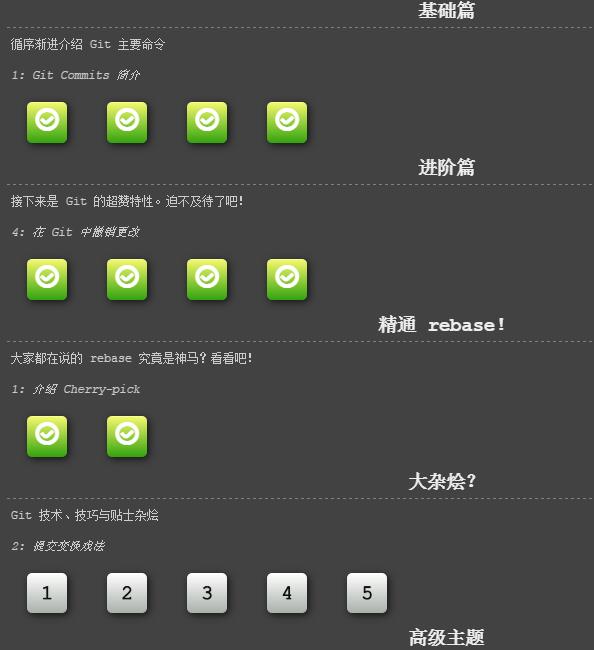 基础篇
循序渐进介绍 Git 主要命令
1: Git Commits 简介
进阶篇
接下来是 Git 的超赞特性。迫不及待了吧!
4: 在 Git 中撤销更改
精通 rebase!
大家都在说的 rebase 究竟是神马? 看看吧!
1: 介绍 Cherry-pick
大杂烩?
Git 技术、技巧与贴士杂烩
2: 提交变换戏法
1 2 3 4 5
高级主题